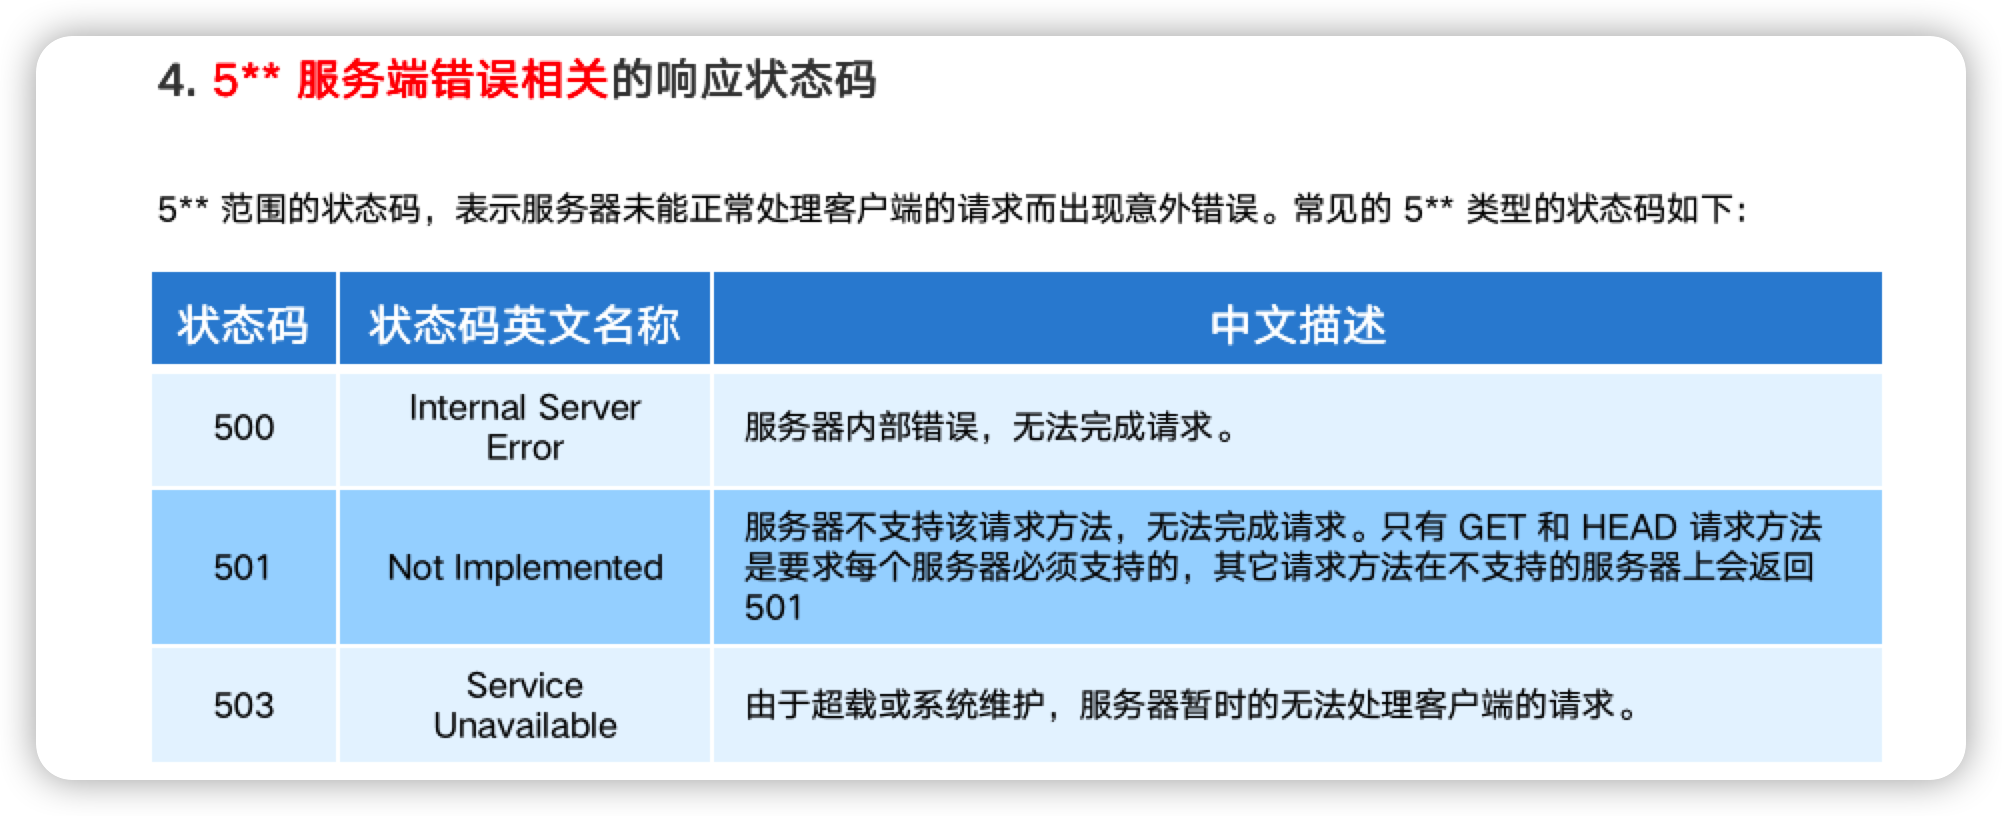 4. 5** 服务端错误相关的响应状态码
5** 范围的状态码，表示服务器未能正常处理客户端的请求而出现意外错误。常见的 5** 类型的状态码如下：
状态码 状态码英文名称 中文描述
500
Internal Server
Error
服务器内部错误，无法完成请求。
501
Not Implemented
服务器不支持该请求方法，无法完成请求。只有 GET 和 HEAD 请求方法
是要求每个服务器必须支持的，其它请求方法在不支持的服务器上会返回
501
503
Service
Unavailable
由于超载或系统维护，服务器暂时的无法处理客户端的请求。